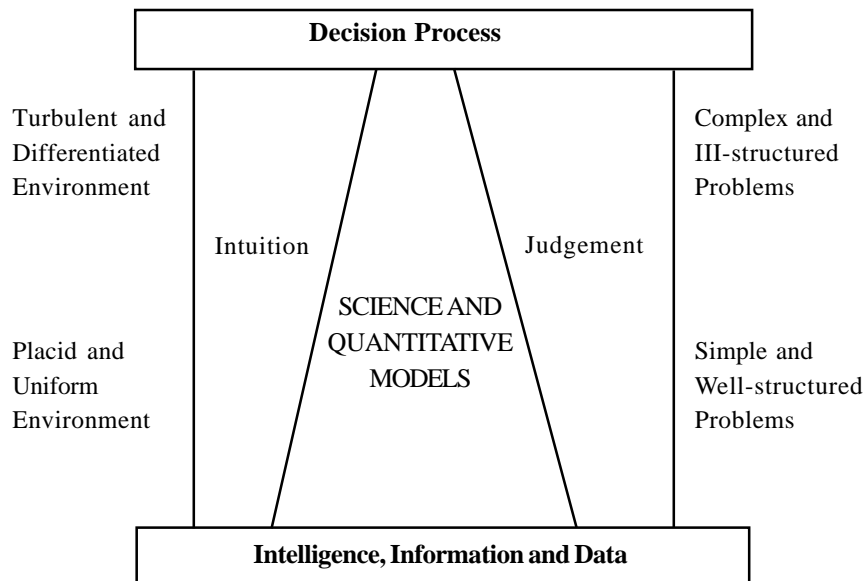 Decision Process
Turbulent and
Differentiated
Environment
Complex and
III-structured
Problems
Intuition
Judgement
SCIENCE AND
QUANTITATIVE
MODELS
Placid and
Uniform
Environment
Simple and
Well-structured
Problems
Intelligence, Information and Data